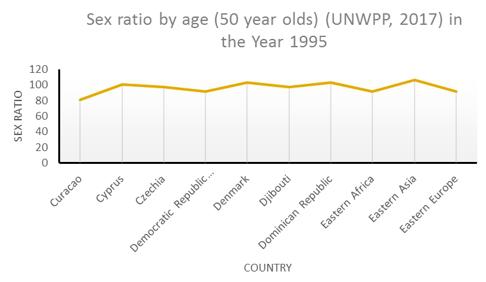 Sex ratio by age (50 year olds) (UNWPP, 2017) in
the Year 1995
SEX RATIO
120
100
80
60
40
20
0
Curacao
Cyprus
Czechia
Democratic Republic...
Denmark
Djibouti
Dominican Republic
Eastern Africa
Eastern Asia
Eastern Europe
COUNTRY